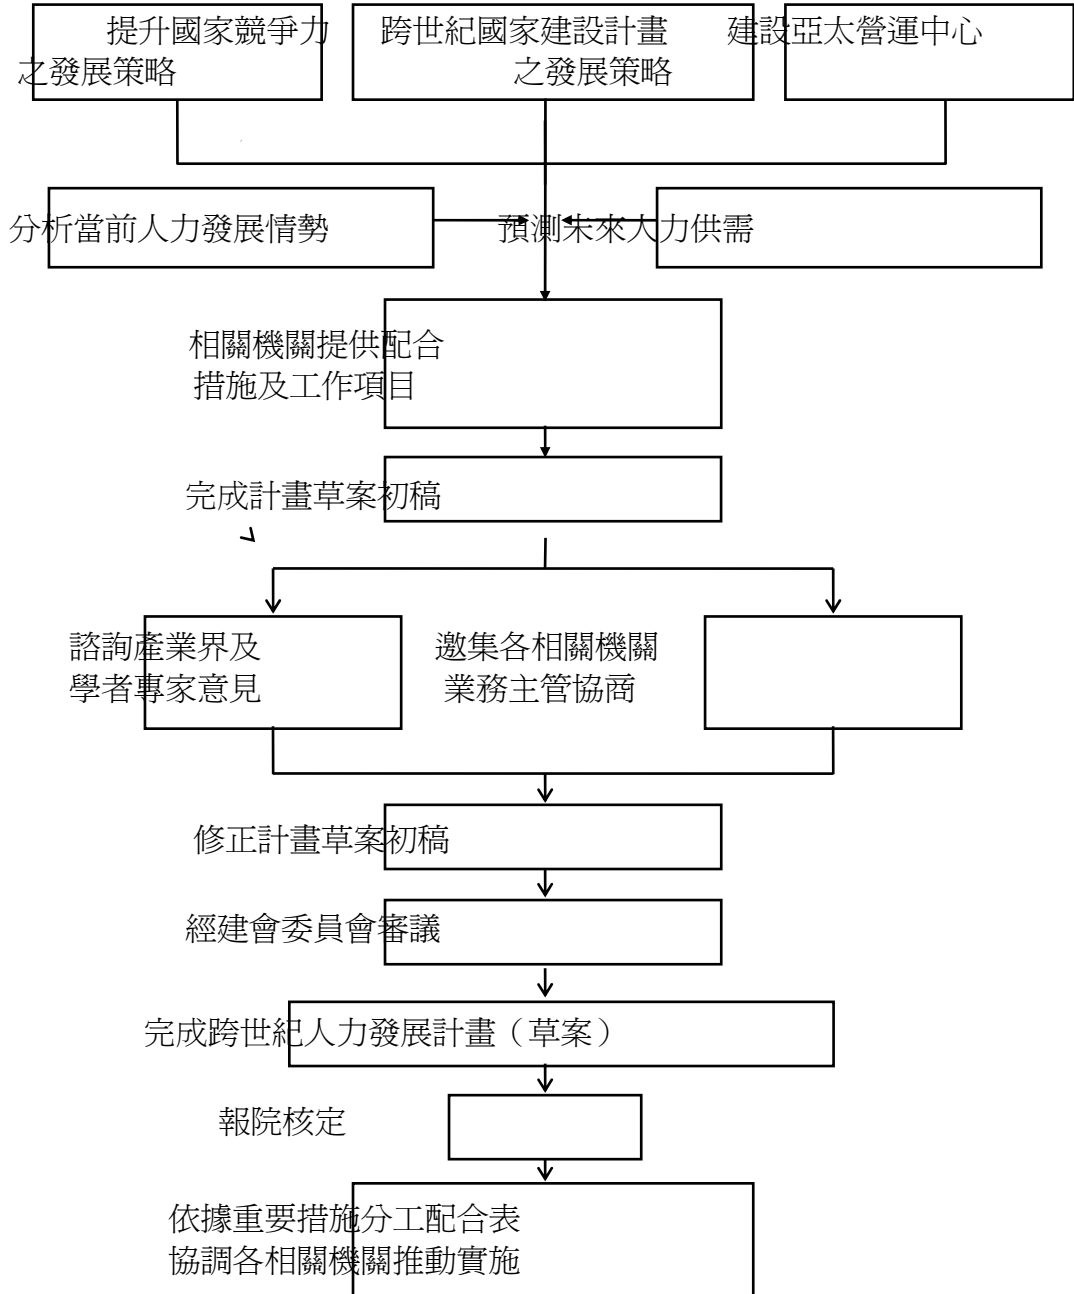 提升國家競爭力
之發展策略
跨世紀國家建設計畫
之發展策略
建設亞太營運中心
分析當前人力發展情勢
預測未來人力供需
相關機關提供配合
措施及工作項目
完成計畫草案初稿
諮詢產業界及
學者專家意見
邀集各相關機關
業務主管協商
修正計畫草案初稿
經建會委員會審議
完成跨世紀人力發展計畫（草案）
報院核定
依據重要措施分工配合表
協調各相關機關推動實施